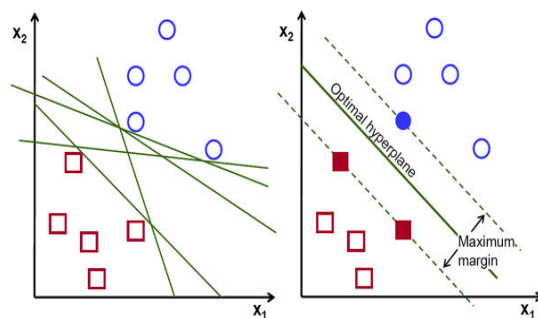 X₂
X₁
X₂
Optimal hyperplane
Maximum
margin
X₁